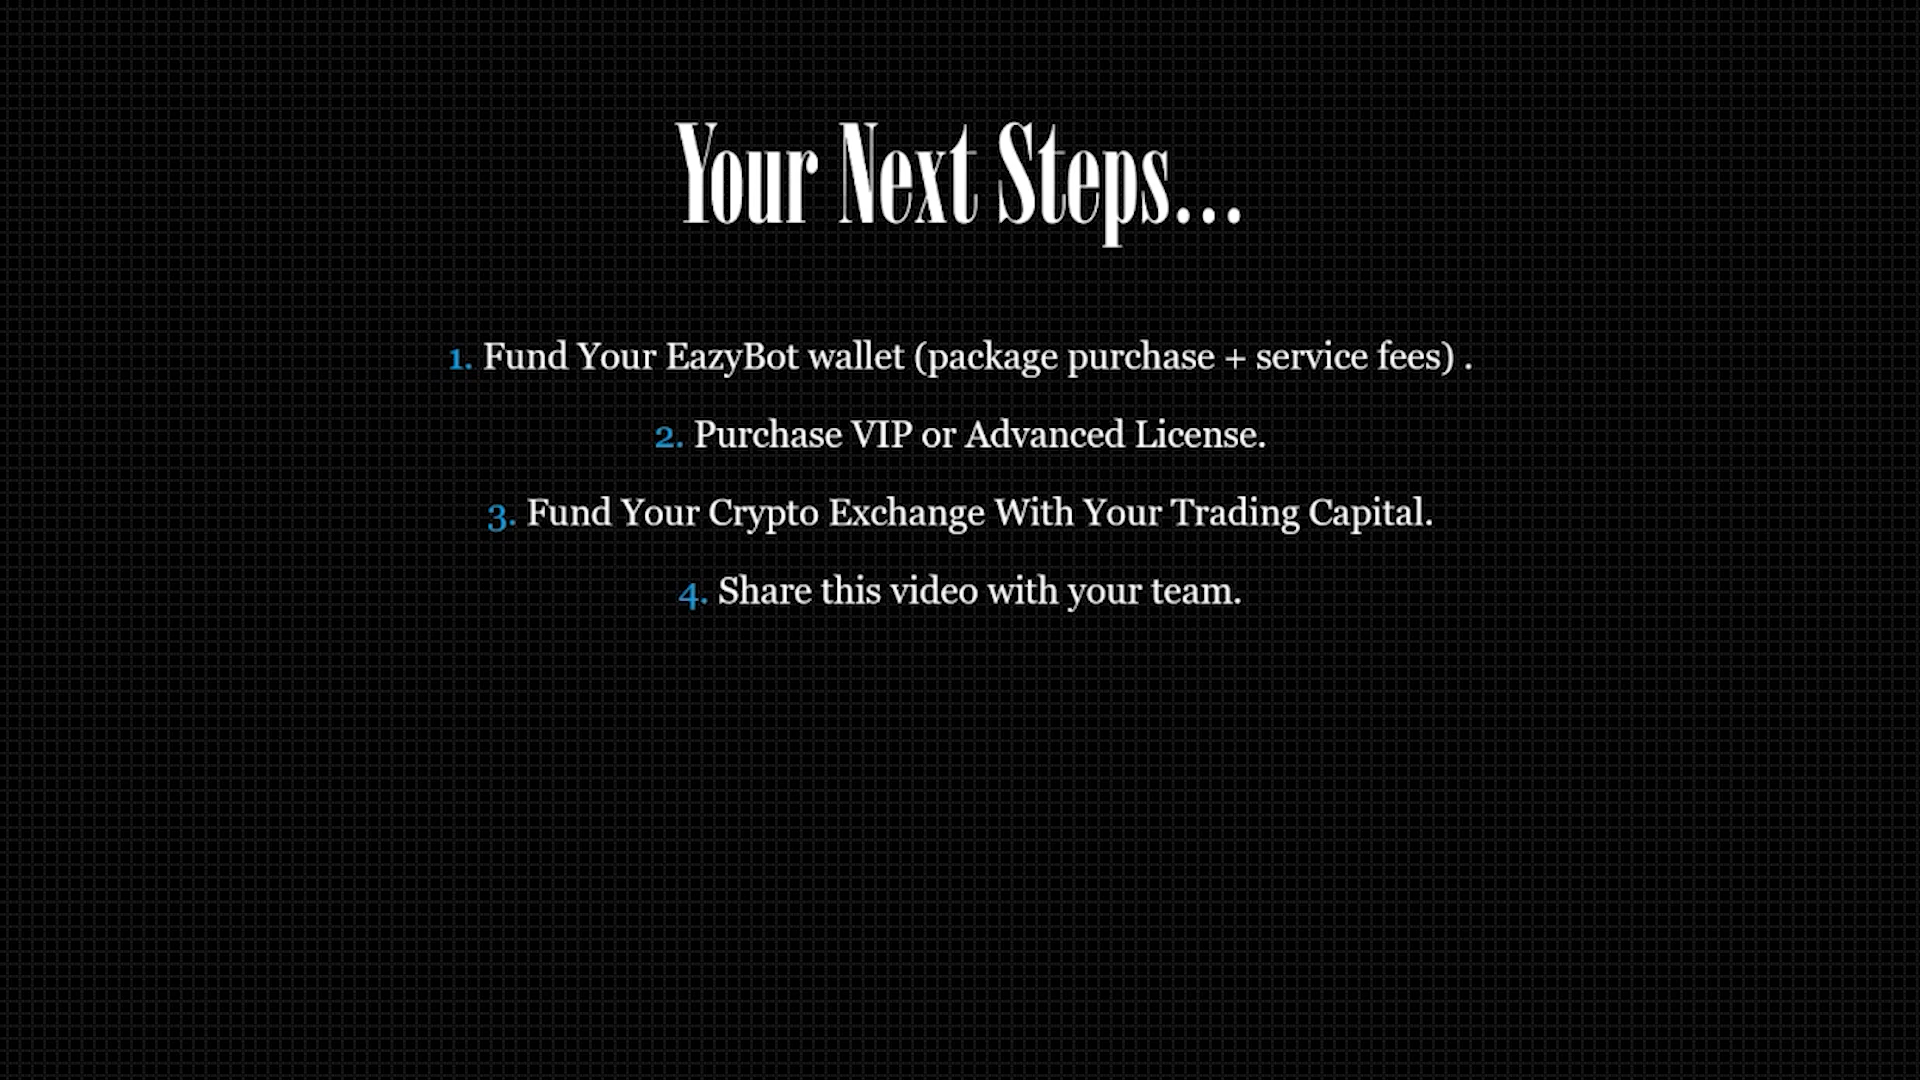 Your Next Steps...
1. Fund Your EazyBot wallet (package purchase + service fees) .
2. Purchase VIP or Advanced License.
3. Fund Your Crypto Exchange With Your Trading Capital.
4. Share this video with your team.